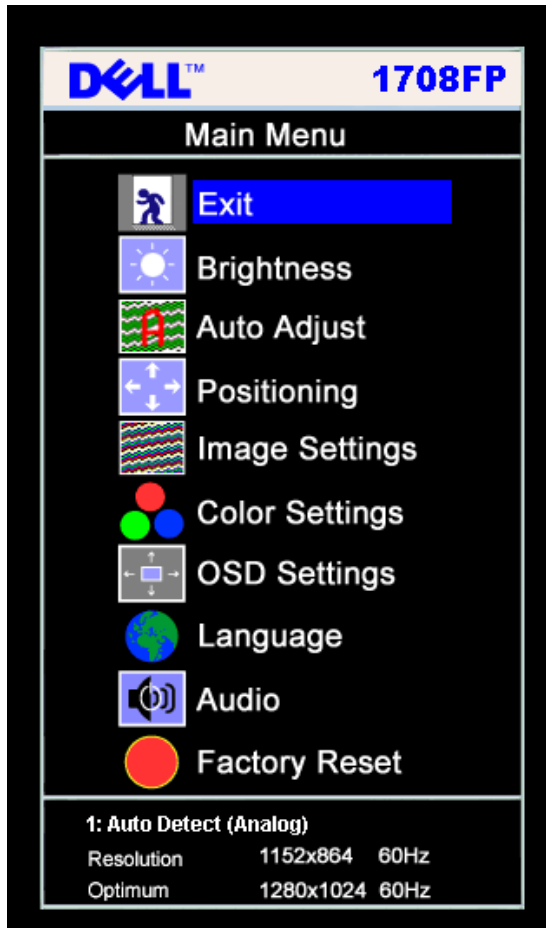 DELL™ 1708FP
Main Menu
Exit
Brightness
Auto Adjust
Positioning
Image Settings
Color Settings
OSD Settings
Language
Audio
Factory Reset
1: Auto Detect (Analog)
Resolution 1152x864 60Hz
Optimum 1280x1024 60Hz